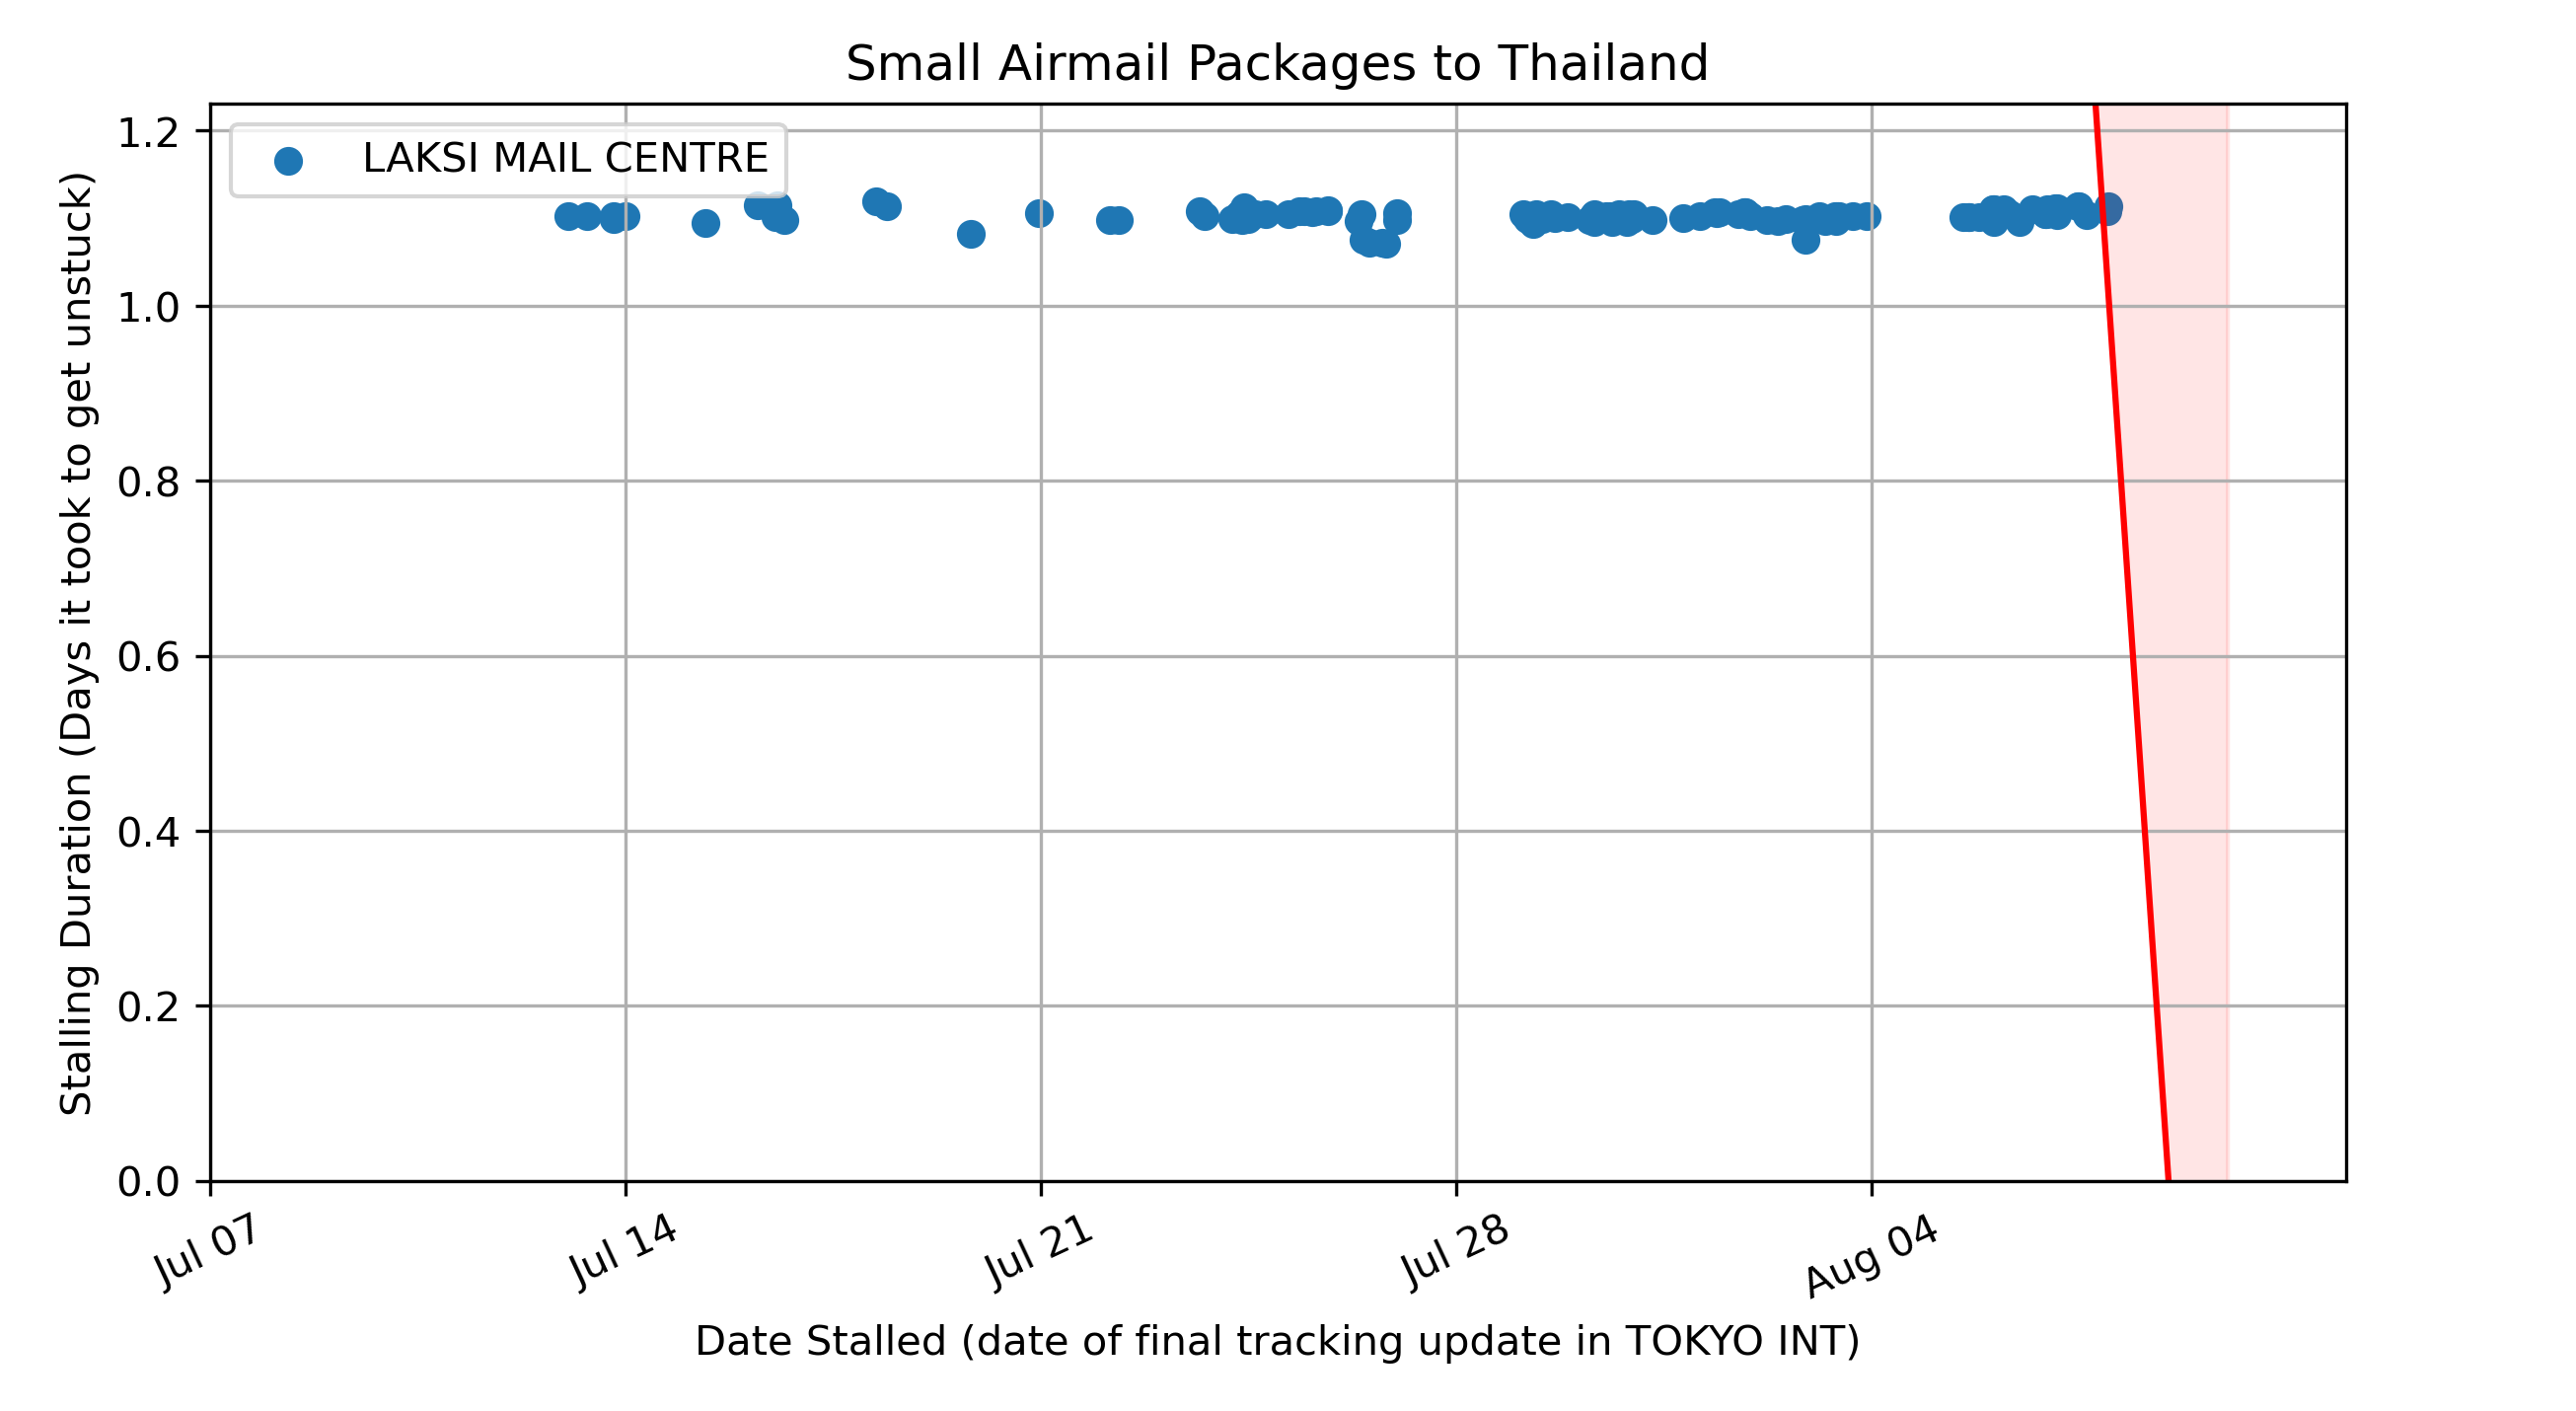 Small Airmail Packages to Thailand
LAKSI MAIL CENTRE
Stalling Duration (Days it took to get unstuck)
1.2
1.0
0.8
0.6
0.4
0.2
0.0
Jul 07
Jul 14
Jul 21
Jul 28
Aug 04
Date Stalled (date of final tracking update in TOKYO INT)